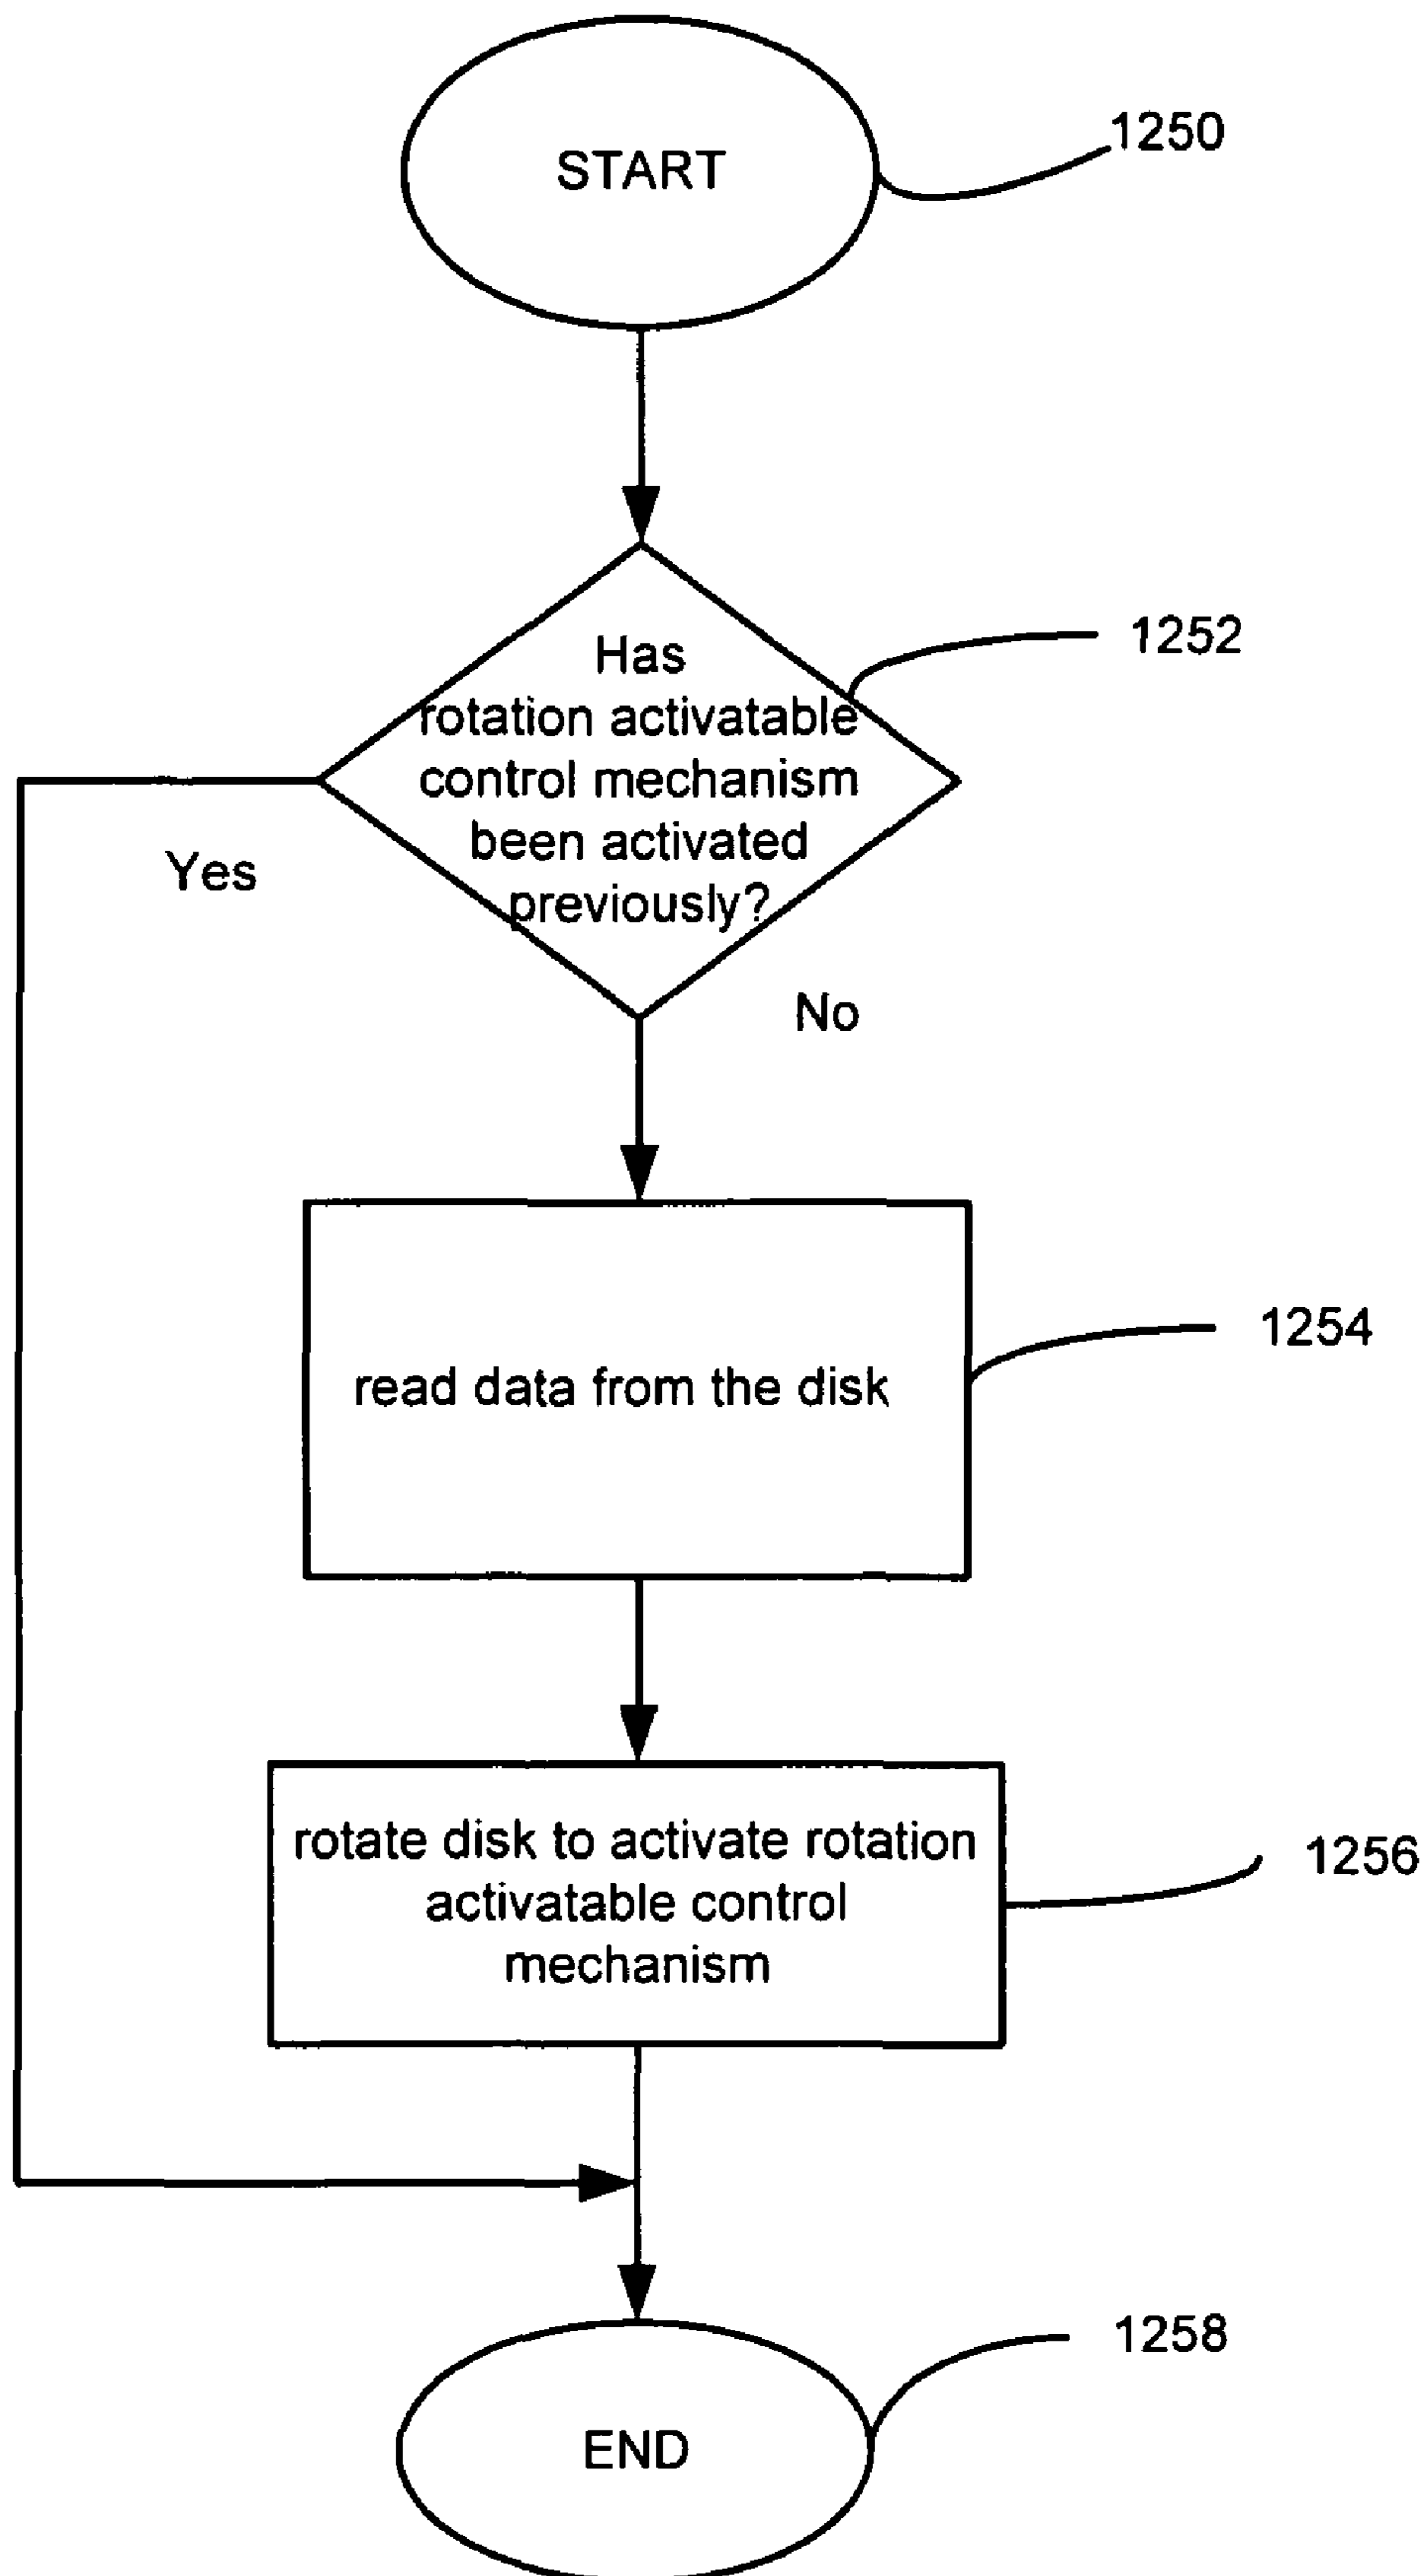 START
1250
Has
rotation activatable
control mechanism
been activated
previously?
1252
Yes
No
read data from the disk
1254
rotate disk to activate rotation
activatable control
mechanism
1256
END
1258